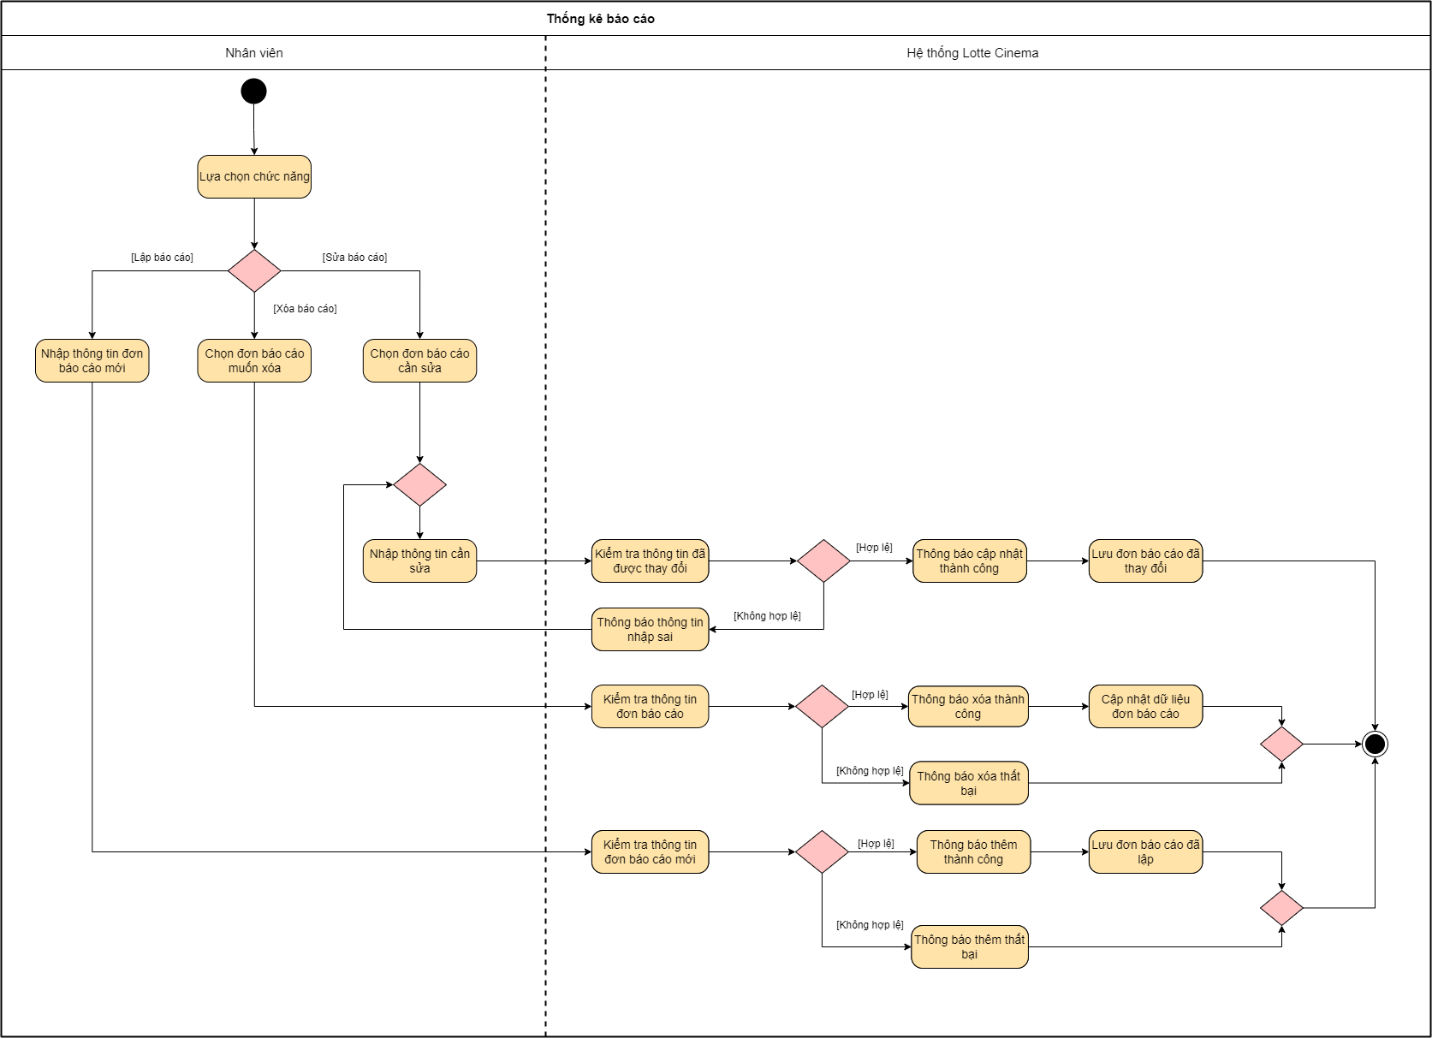 Thống kê báo cáo
Nhân viên
Hệ thống Lotte Cinema
Lựa chọn chức năng
[Lập báo cáo]
[Sửa báo cáo]
[Xóa báo cáo]
Nhập thông tin đơn
báo cáo mới
Chọn đơn báo cáo
muốn xóa
Chọn đơn báo cáo
cần sửa
Nhập thông tin cần
sửa
Kiểm tra thông tin đã
được thay đổi
[Hợp lệ]
Thông báo cập nhật
thành công
Lưu đơn báo cáo đã
thay đổi
[Không hợp lệ]
Thông báo thông tin
nhập sai
Kiểm tra thông tin
đơn báo cáo
[Hợp lệ]
Thông báo xóa thành
công
Cập nhật dữ liệu
đơn báo cáo
[Không hợp lệ]
Thông báo xóa thất
bại
Kiểm tra thông tin
đơn báo cáo mới
[Hợp lệ]
Thông báo thêm
thành công
Lưu đơn báo cáo đã
lập
[Không hợp lệ]
Thông báo thêm thất
bại